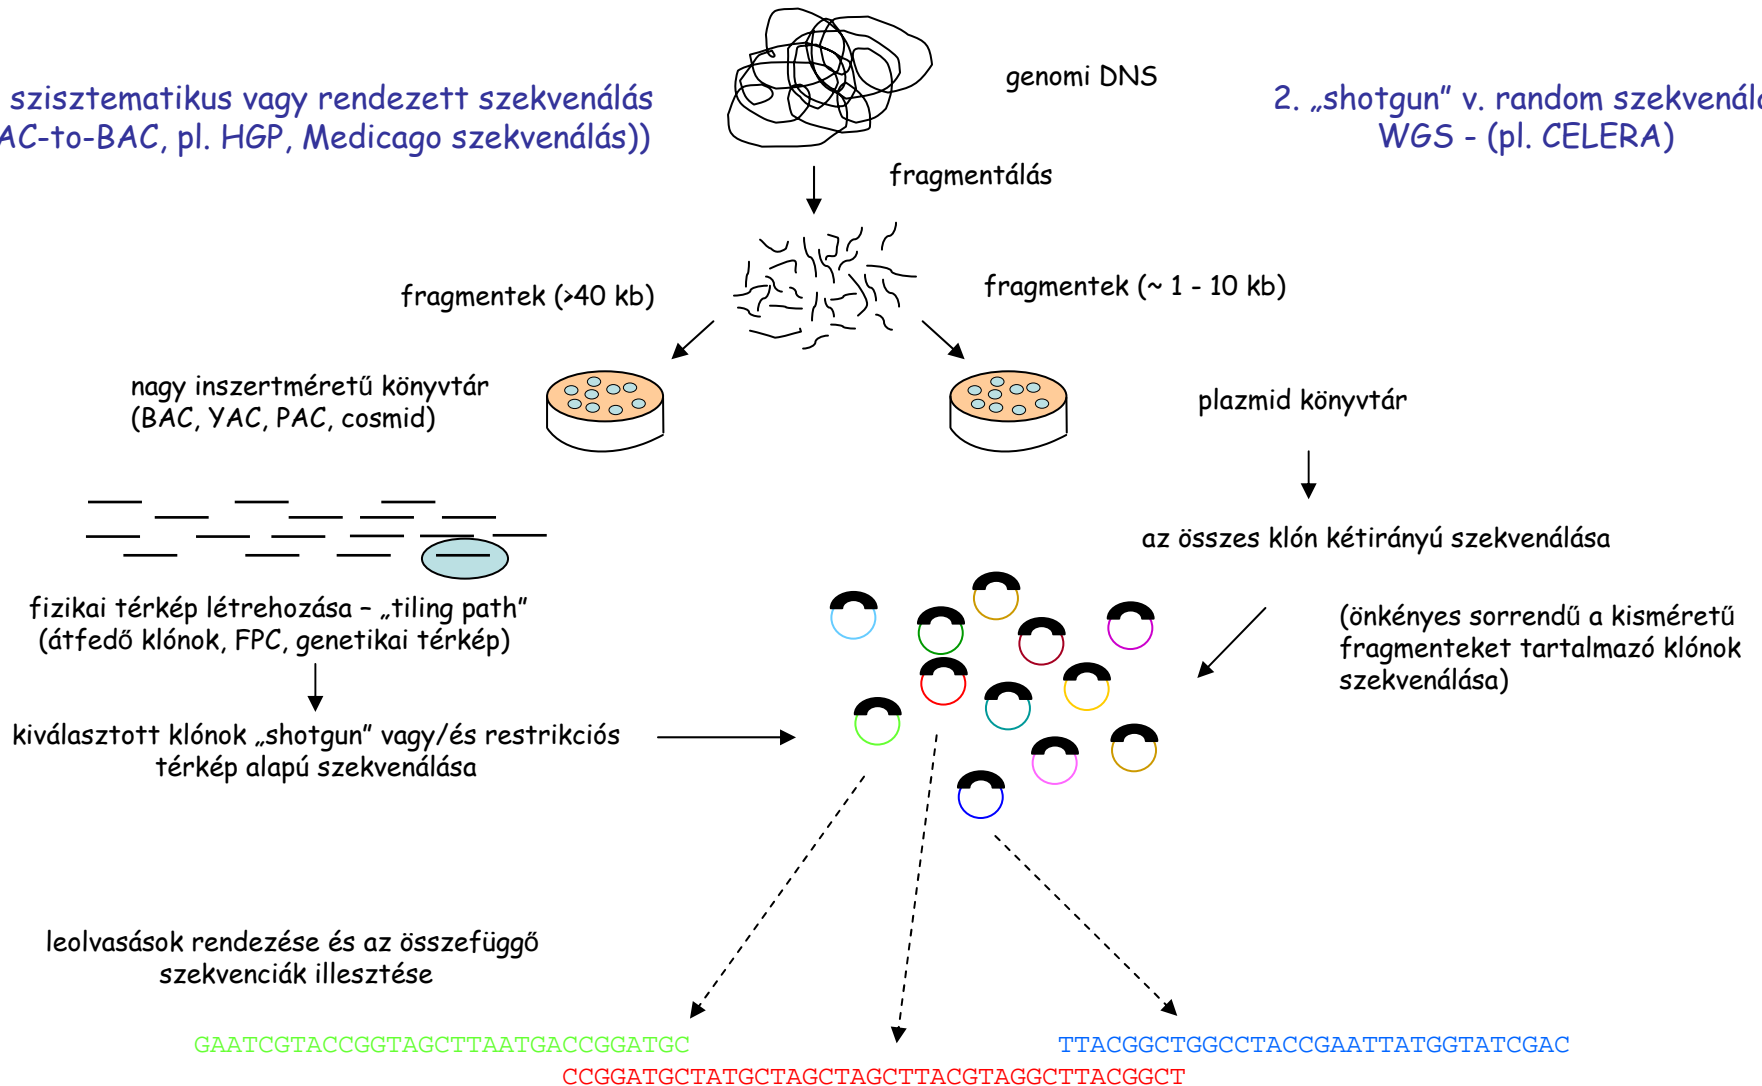 szisztematikus vagy rendezett szekvenálás
AC-to-BAC, pl. HGP, Medicago szekvenálás))
genomi DNS
2. „shotgun” v. random szekvenálá
WGS - (pl. CELERA)
fragmentálás
fragmentek (>40 kb)
fragmentek (~ 1 - 10 kb)
nagy inszertméretű könyvtár
(BAC, YAC, PAC, cosmid)
plazmid könyvtár
az összes klón kétirányú szekvenálása
fizikai térkép létrehozása – „tiling path”
(átfedő klónok, FPC, genetikai térkép)
(önkényes sorrendű a kisméretű
fragmenteket tartalmazó klónok
szekvenálása)
kiválasztott klónok „shotgun” vagy/és restrikciós
térkép alapú szekvenálása
leolvasások rendezése és az összefüggő
szekvenciák illesztése
GAATCGTACCGGTAGCTTAATGACCGGATGC
TTACGGCTGGCCTACCGAATTATGGTATCGAC
CCGGATGCTATGCTAGCTAGCTTACGTAGGCTTACGGCT